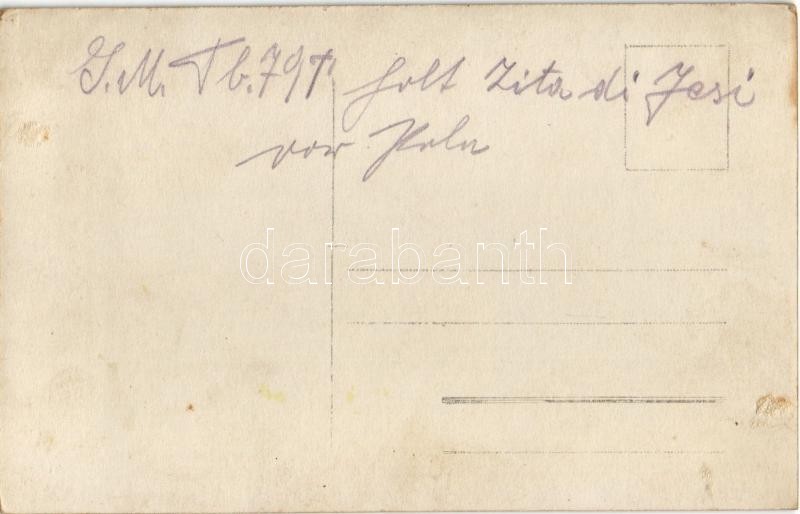 S.M. Tb. 79T holt Zita di Jesi
vor Pola
darabanth